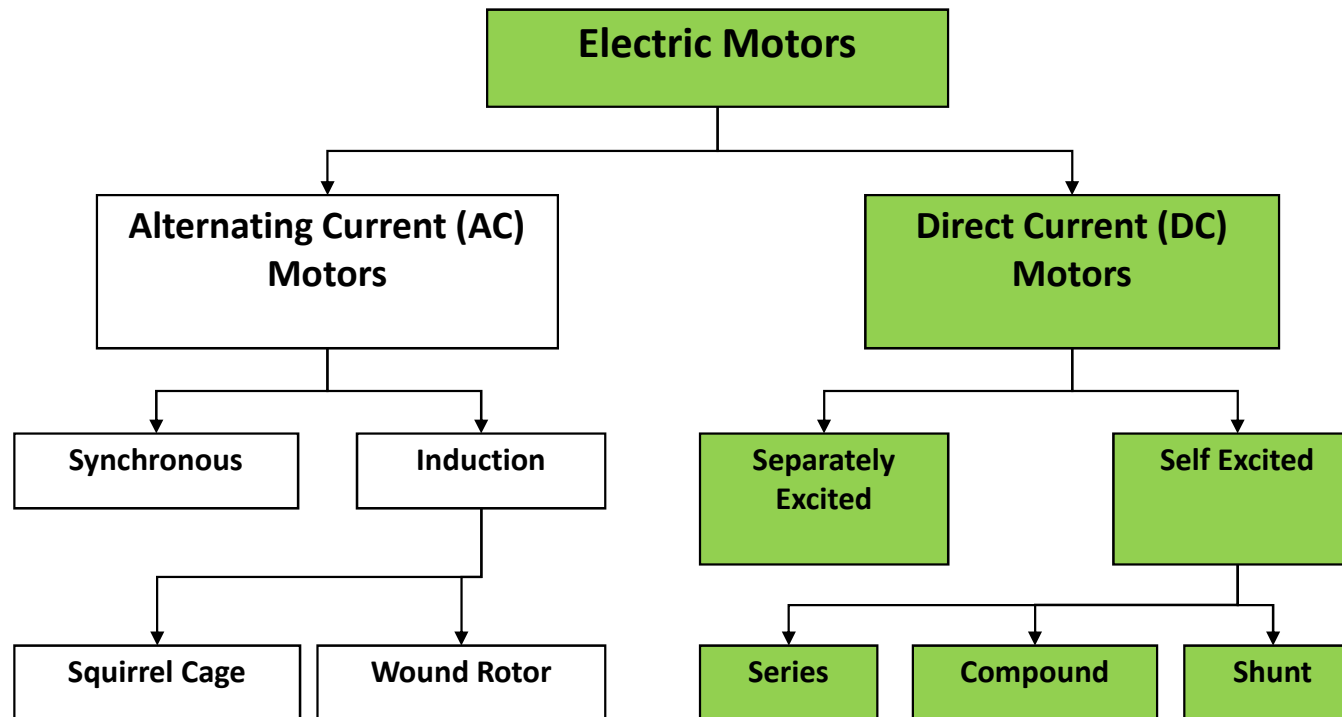 Electric Motors
Alternating Current (AC)
Motors
Direct Current (DC)
Motors
Synchronous
Induction
Separately
Excited
Self Excited
Squirrel Cage
Wound Rotor
Series
Compound
Shunt